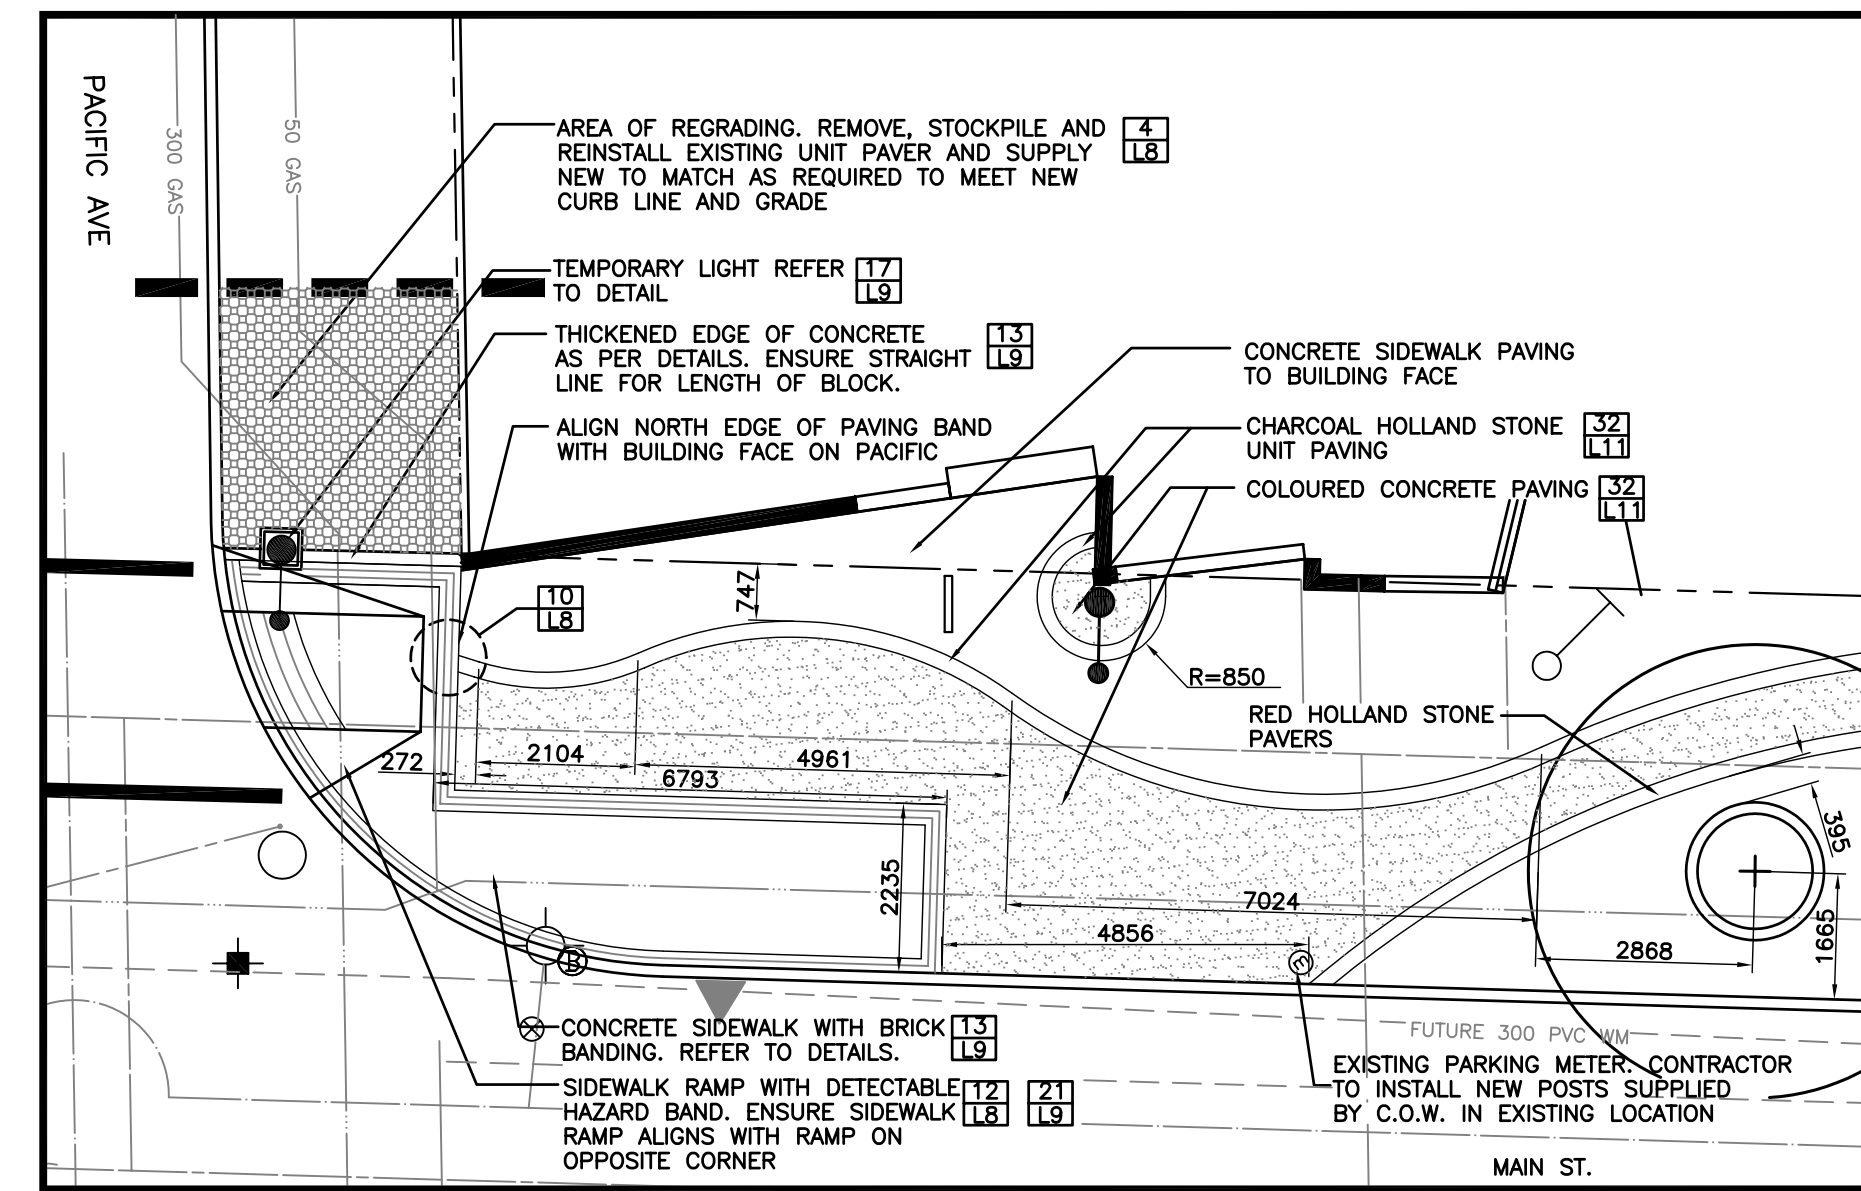 PACIFIC AVE
300 GAS
50 GAS
AREA OF REGRADING. REMOVE, STOCKPILE AND
REINSTALL EXISTING UNIT PAVER AND SUPPLY
NEW TO MATCH AS REQUIRED TO MEET NEW
CURB LINE AND GRADE
4
L8
TEMPORARY LIGHT REFER
TO DETAIL
17
L9
THICKENED EDGE OF CONCRETE
AS PER DETAILS. ENSURE STRAIGHT
LINE FOR LENGTH OF BLOCK.
13
L9
ALIGN NORTH EDGE OF PAVING BAND
WITH BUILDING FACE ON PACIFIC
CONCRETE SIDEWALK PAVING
TO BUILDING FACE
CHARCOAL HOLLAND STONE
UNIT PAVING
32
L11
COLOURED CONCRETE PAVING
32
L11
10
L8
747
R=850
RED HOLLAND STONE
PAVERS
272
2104
4961
6793
2235
7024
4856
2868
395
1665
B
E
CONCRETE SIDEWALK WITH BRICK
BANDING. REFER TO DETAILS.
13
L9
SIDEWALK RAMP WITH DETECTABLE
HAZARD BAND. ENSURE SIDEWALK
RAMP ALIGNS WITH RAMP ON
OPPOSITE CORNER
12
L8
21
L9
FUTURE 300 PVC WM
EXISTING PARKING METER. CONTRACTOR
TO INSTALL NEW POSTS SUPPLIED
BY C.O.W. IN EXISTING LOCATION
MAIN ST.